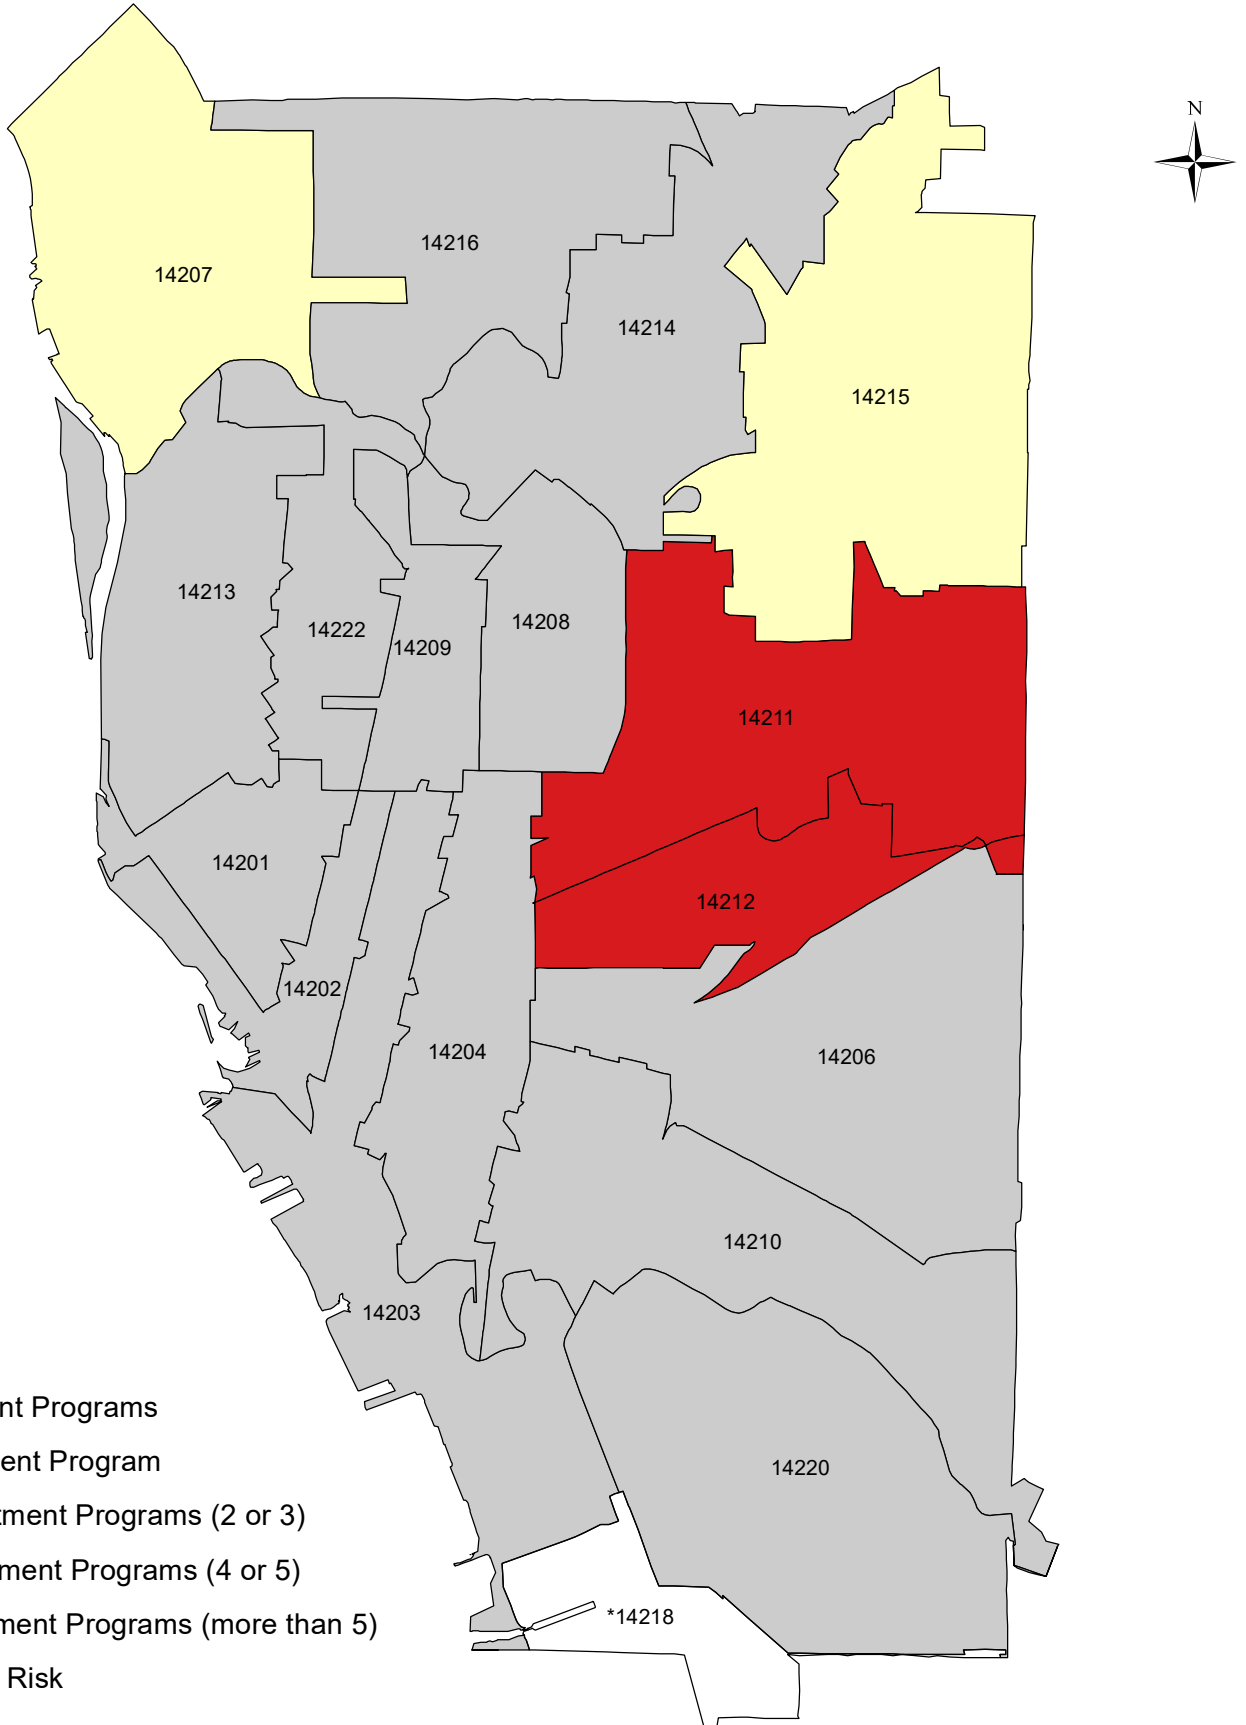 N
14216
14207
14214
14215
14213
14222
14208
14209
14211
14201
14212
14202
14204
14206
14210
14203
nt Programs
ent Program
14220
tment Programs (2 or 3)
ment Programs (4 or 5)
*14218
ment Programs (more than 5)
Risk